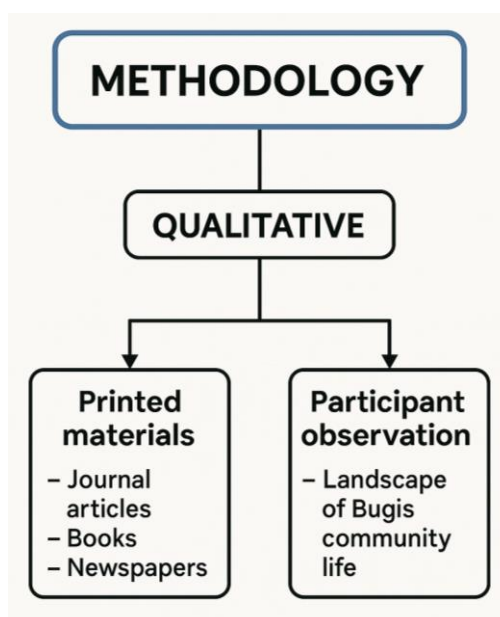 METHODOLOGY
QUALITATIVE
Printed
materials
– Journal
articles
– Books
– Newspapers
Participant
observation
– Landscape
of Bugis
community
life